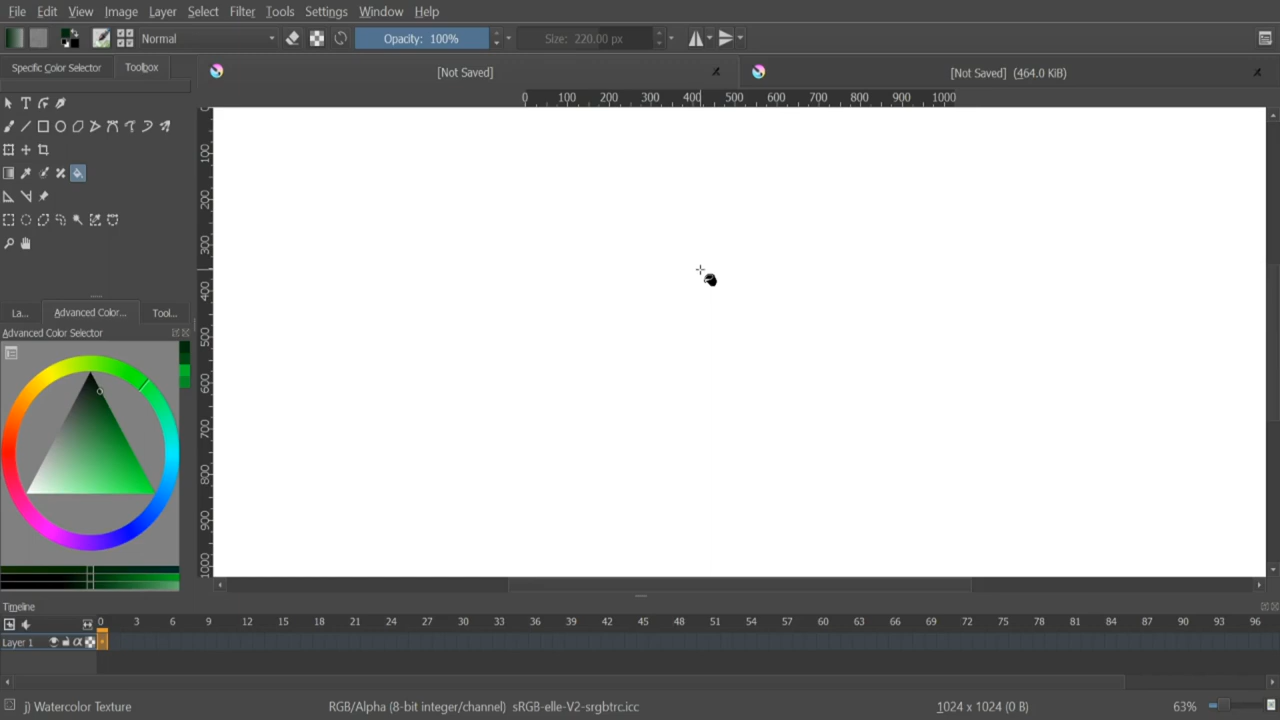 File Edit View Image Layer Select Filter Tools Settings Window Help
Normal Opacity: 100% Size: 220.00 px
Specific Color Selector Toolbox [Not Saved] [Not Saved] (464.0 KiB)
0 100 200 300 400 500 600 700 800 900 1000
0
100
200
300
400
500
600
700
800
900
1000
La... Advanced Color... Tool...
Advanced Color Selector
Timeline
0 3 6 9 12 15 18 21 24 27 30 33 36 39 42 45 48 51 54 57 60 63 66 69 72 75 78 81 84 87 90 93 96
Layer 1
j) Watercolor Texture RGB/Alpha (8-bit integer/channel) sRGB-elle-V2-srgbtrc.icc 1024 x 1024 (0 B) 63%